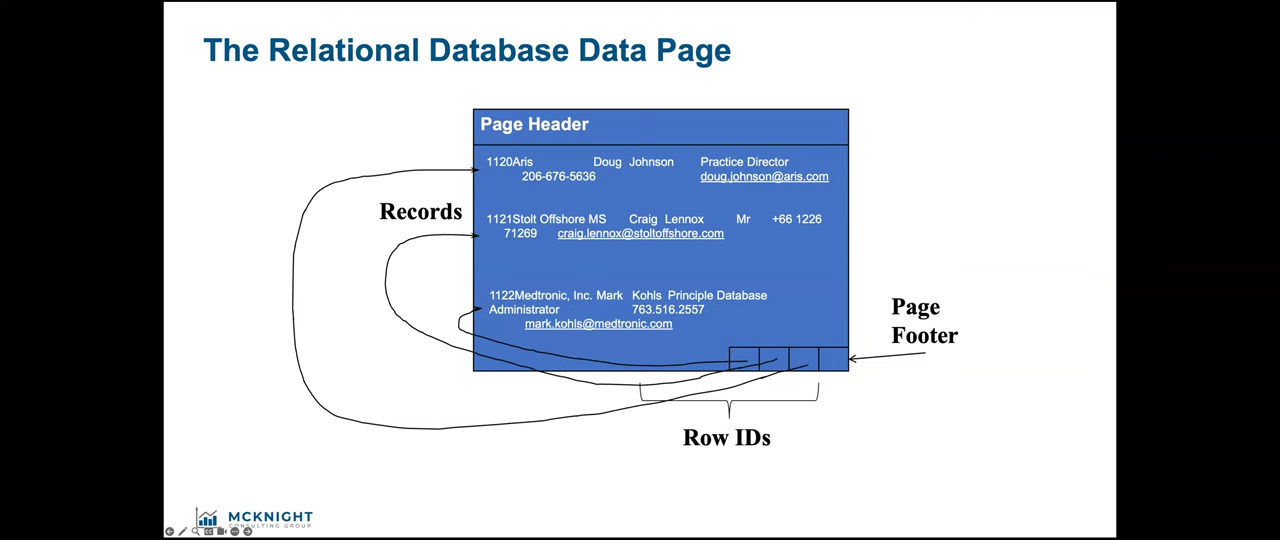 The Relational Database Data Page
Page Header
1120Aris Doug Johnson Practice Director
206-676-5636 doug.johnson@aris.com
Records
1121Stolt Offshore MS Craig Lennox Mr +66 1226
71269 craig.lennox@stoltoffshore.com
1122Medtronic, Inc. Mark Kohls Principle Database
Administrator 763.516.2557
mark.kohls@medtronic.com
Page
Footer
Row IDs
MCKNIGHT
CONSULTING GROUP